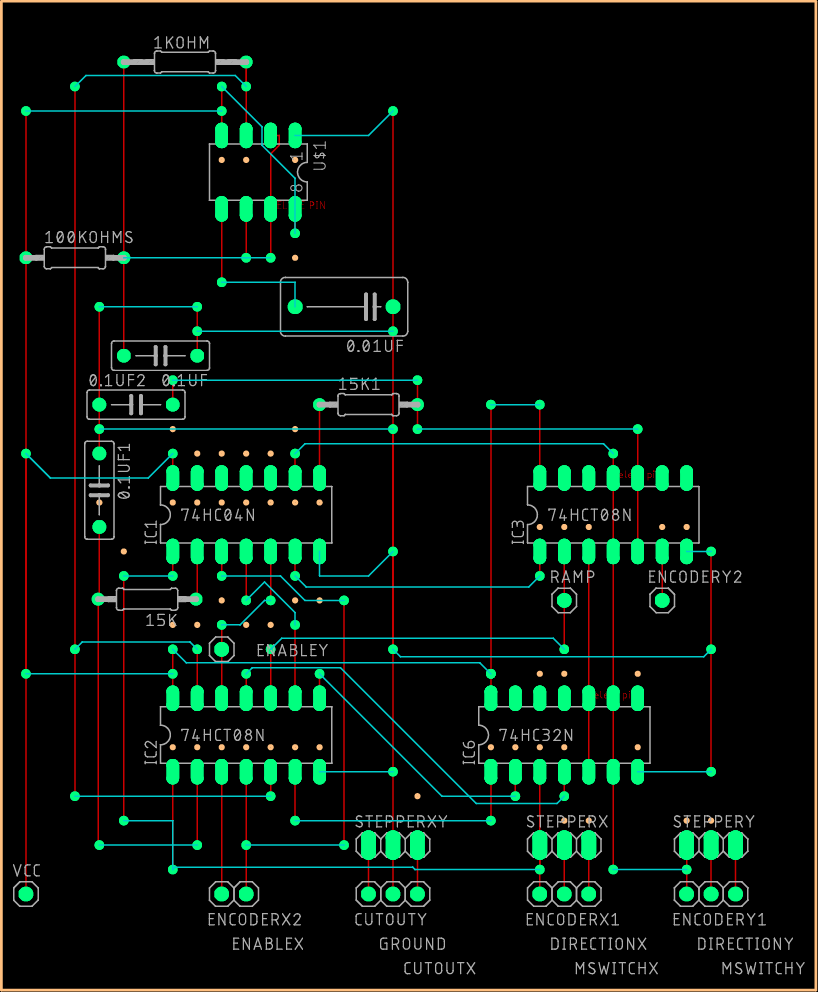 1KOHM
1
U$1
8
PIN
100KOHMS
0.01UF
0.1UF2
0.1UF
15K1
0.1UF1
IC1
74HC04N
IC3
74HCT08N
RAMP
ENCODERY2
15K
ENABLEY
IC2
74HCT08N
IC6
74HC32N
STEPPERXY
STEPPERX
STEPPERY
VCC
ENCODERX2
CUTOUTY
ENCODERX1
ENCODERY1
ENABLEX
GROUND
DIRECTIONX
DIRECTIONY
CUTOUTX
MSWITCHX
MSWITCHY